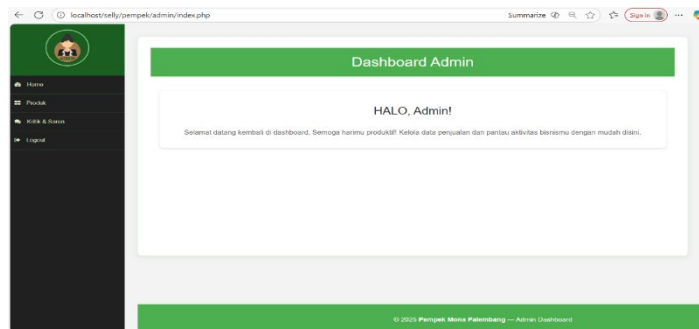 localhost/selly/pempek/admin/index.php
Summarize
Sign in
Dashboard Admin
Home
Produk
Kritik & Saran
Logout
HALO, Admin!
Selamat datang kembali di dashboard. Semoga harimu produktif! Kelola data penjualan dan pantau aktivitas bisnismu dengan mudah disini.
© 2025 Pempek Mons Palembang — Admin Dashboard